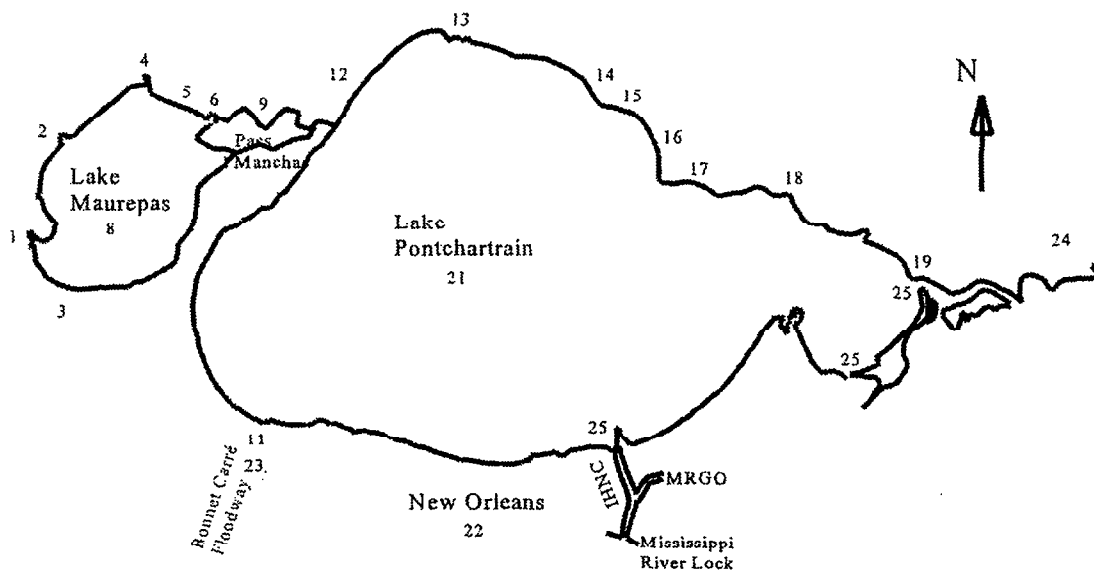 13
N
4
12
14
5
6
9
15
2
Pass
Manchac
16
Lake
Maurepas
17
18
8
Lake
Pontchartrain
21
1
24
19
25
3
25
25
11
23
Bonnet Carré
Floodway
IHNC
MRGO
New Orleans
22
Mississippi
River Lock